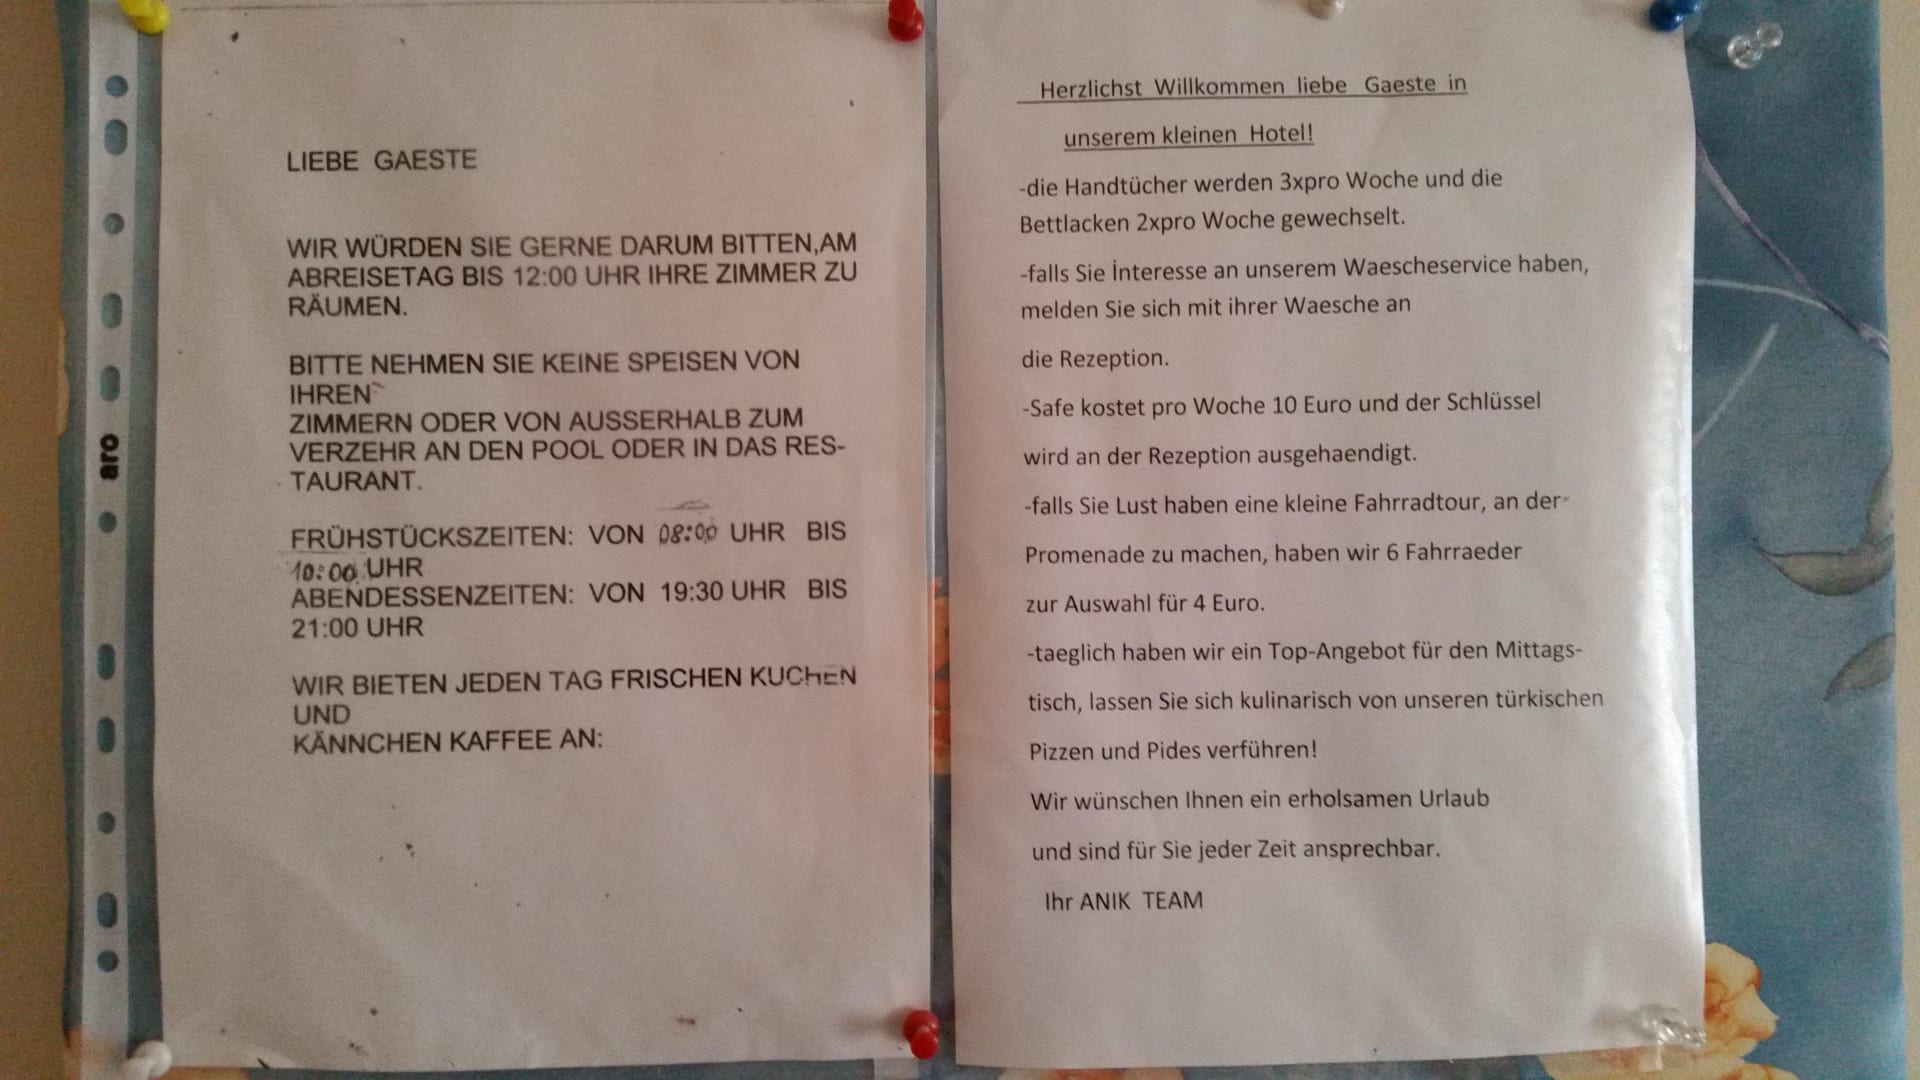 aro
LIEBE GAESTE
WIR WÜRDEN SIE GERNE DARUM BITTEN,AM
ABREISETAG BIS 12:00 UHR IHRE ZIMMER ZU
RÄUMEN.
BITTE NEHMEN SIE KEINE SPEISEN VON
IHREN
ZIMMERN ODER VON AUSSERHALB ZUM
VERZEHR AN DEN POOL ODER IN DAS RES-
TAURANT.
FRÜHSTÜCKSZEITEN: VON 08:00 UHR BIS
10:00 UHR
ABENDESSENZEITEN: VON 19:30 UHR BIS
21:00 UHR
WIR BIETEN JEDEN TAG FRISCHEN KUCHEN
UND
KÄNNCHEN KAFFEE AN:
Herzlichst Willkommen liebe Gaeste in
unserem kleinen Hotel!
-die Handtücher werden 3xpro Woche und die
Bettlacken 2xpro Woche gewechselt.
-falls Sie İnteresse an unserem Waescheservice haben,
melden Sie sich mit ihrer Waesche an
die Rezeption.
-Safe kostet pro Woche 10 Euro und der Schlüssel
wird an der Rezeption ausgehaendigt.
-falls Sie Lust haben eine kleine Fahrradtour, an der
Promenade zu machen, haben wir 6 Fahrraeder
zur Auswahl für 4 Euro.
-taeglich haben wir ein Top-Angebot für den Mittags-
tisch, lassen Sie sich kulinarisch von unseren türkischen
Pizzen und Pides verführen!
Wir wünschen Ihnen ein erholsamen Urlaub
und sind für Sie jeder Zeit ansprechbar.
Ihr ANIK TEAM